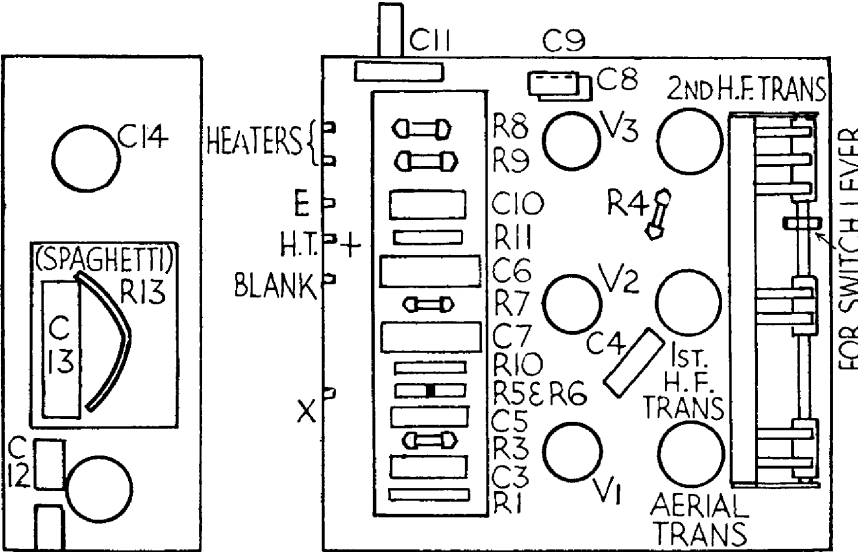 C14
(SPAGHETTI)
R13
C
13
C
12
C11
C9
C8
2ND H.F. TRANS
HEATERS {
E
H.T. +
BLANK
X
R8
R9
C10
R11
C6
R7
C7
R10
R5 & R6
C5
R3
C3
R1
V3
R4
V2
C4
1ST.
H.F.
TRANS
V1
AERIAL
TRANS
FOR SWITCH LEVER